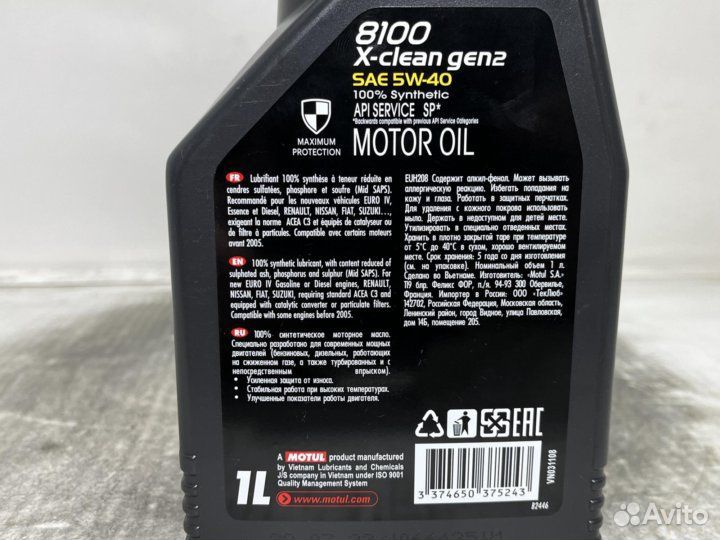 8100
X-clean gen2
SAE 5W-40
100% Synthetic
API SERVICE SP*
*Backwards compatible with previous API Service Categories
MOTOR OIL
MAXIMUM
PROTECTION
FR Lubrifiant 100% synthèse à teneur réduite en
cendres sulfatées, phosphore et soufre (Mid SAPS).
Recommandé pour les nouveaux véhicules EURO IV,
Essence et Diesel, RENAULT, NISSAN, FIAT, SUZUKI...,
exigeant la norme ACEA C3 et équipés de catalyseur ou
de filtre à particules. Compatible avec certains moteurs
avant 2005.
EN 100% synthetic lubricant, with content reduced of
sulphated ash, phosphorus and sulphur (Mid SAPS). For
new EURO IV Gasoline or Diesel engines, RENAULT,
NISSAN, FIAT, SUZUKI, requiring standard ACEA C3 and
equipped with catalytic converter or particulate filters.
Compatible with some engines before 2005.
RU 100% синтетическое моторное масло.
Специально разработано для современных мощных
двигателей (бензиновых, дизельных, работающих
на сжиженном газе, а также турбированных и с
непосредственным впрыском).
• Усиленная защита от износа.
• Стабильная работа при высоких температурах.
• Улучшенные показатели работы двигателя.
EUH208 Содержит алкил-фенол. Может вызывать
аллергическую реакцию. Избегать попадания на
кожу и глаза. Работать в защитных перчатках.
Для удаления с кожного покрова использовать
мыло. Держать в недоступном для детей месте.
Утилизировать в специально отведенных местах.
Хранить в плотно закрытой таре при температуре
от 5°C до 40°C в сухом, хорошо вентилируемом
месте. Срок хранения: 5 года со дня изготовления
(см. на упаковке). Номинальный объем 1 л.
Сделано во Вьетнаме. Изготовитель: «Motul S.A.»
119 блр. Феликс ФОР, п./я. 94-93 300 Обервилье,
Франция. Импортер в России: ООО "ТекЛюб"
142702, Российская Федерация, Московская область,
Ленинский район, город Видное, улица Павловская,
дом 14Б, помещение 205.
EAC
A MOTUL product manufactured
by Vietnam Lubricants and Chemicals
J/S company in Vietnam under ISO 9001
Quality Management System
1L
www.motul.com
3 374650 375243
VN031108
82446
Avito